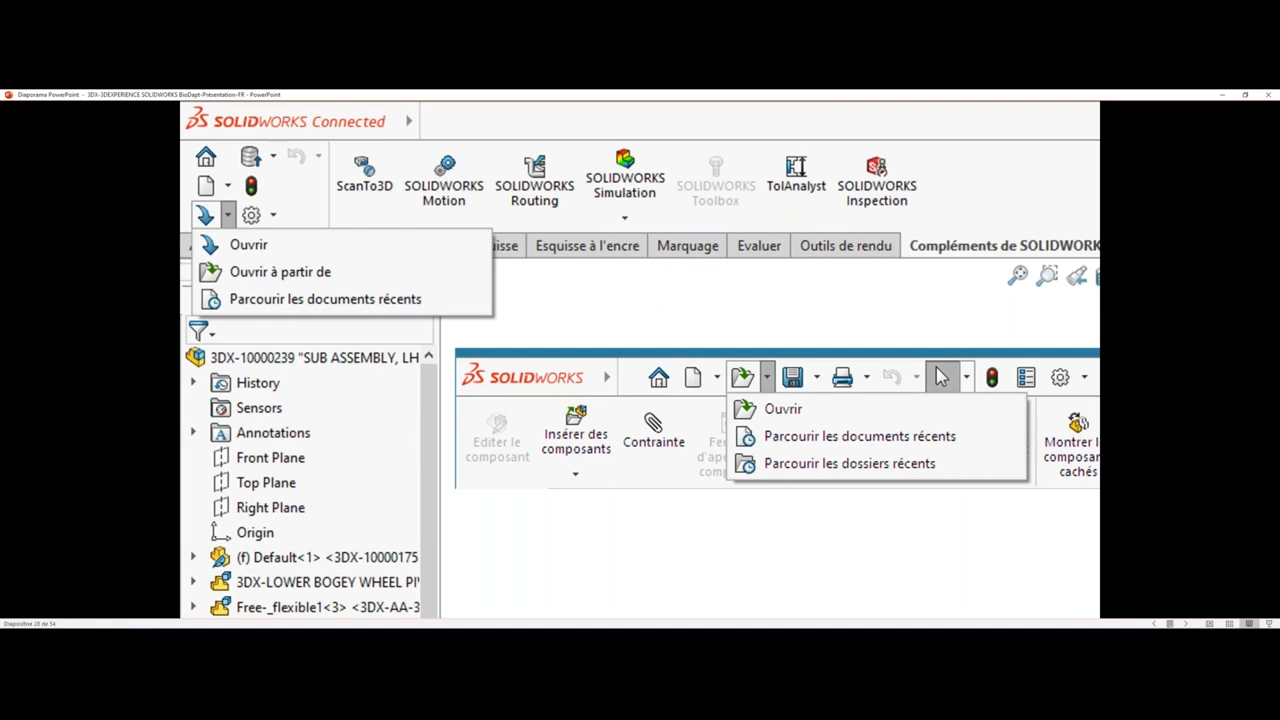 Diaporama PowerPoint - 3DX-3DEXPERIENCE SOLIDWORKS BioDapt-Présentation-FR - PowerPoint
SOLIDWORKS Connected
ScanTo3D
SOLIDWORKS Motion
SOLIDWORKS Routing
SOLIDWORKS Simulation
SOLIDWORKS Toolbox
TolAnalyst
SOLIDWORKS Inspection
Ouvrir
Ouvrir à partir de
Parcourir les documents récents
Esquisse à l'encre
Marquage
Evaluer
Outils de rendu
Compléments de SOLIDWORK
3DX-10000239 "SUB ASSEMBLY, LH
History
Sensors
Annotations
Front Plane
Top Plane
Right Plane
Origin
(f) Default<1> <3DX-10000175
3DX-LOWER BOGEY WHEEL PI
Free-_flexible1<3> <3DX-AA-3
SOLIDWORKS
Editer le
composant
Insérer des
composants
Contrainte
Ouvrir
Parcourir les documents récents
Parcourir les dossiers récents
Montrer l
composan
cachés
Diapositive 28 de 54